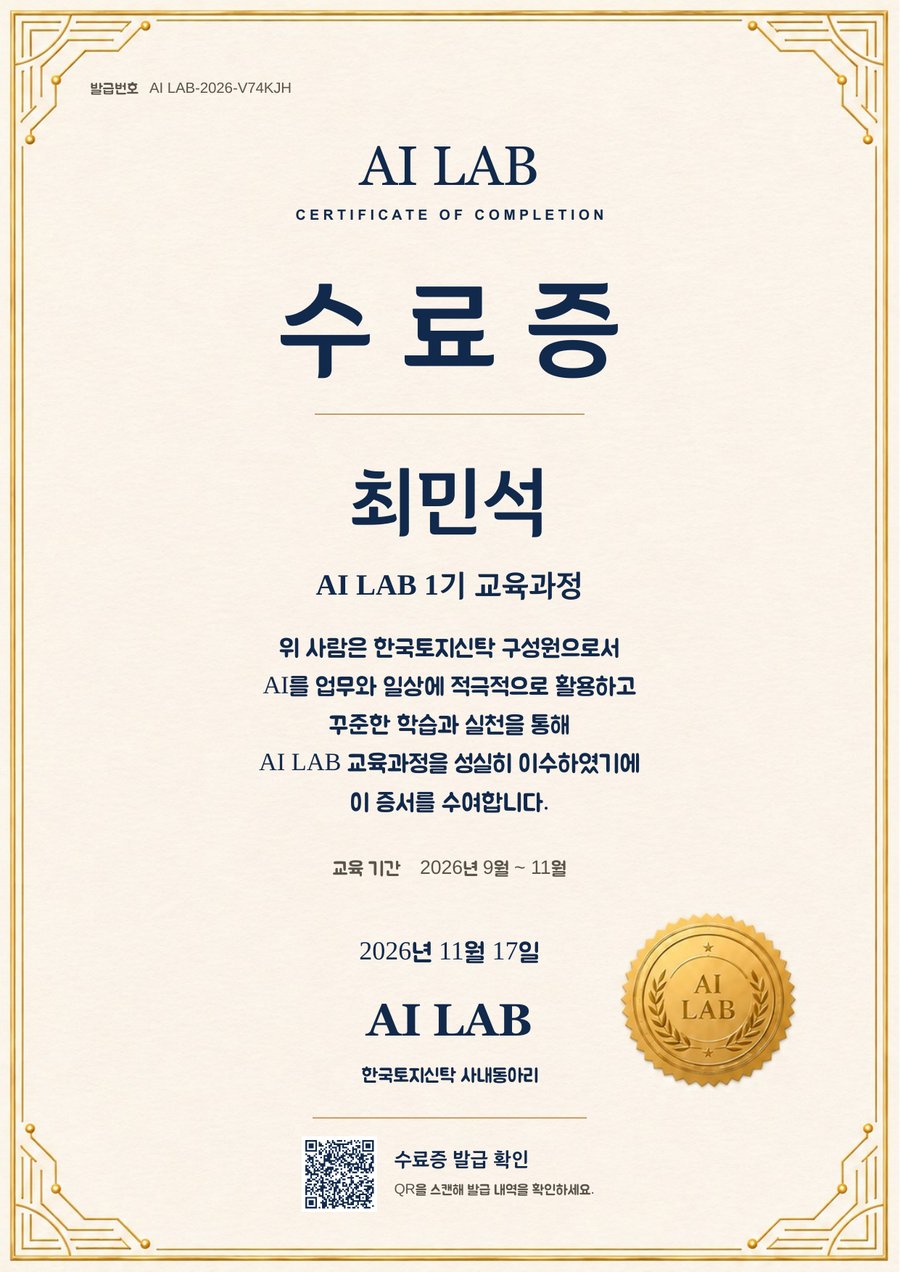 발급번호 AI LAB-2026-V74KJH
AI LAB
CERTIFICATE OF COMPLETION
수료증
최민석
AI LAB 1기 교육과정
위 사람은 한국토지신탁 구성원으로서
AI를 업무와 일상에 적극적으로 활용하고
꾸준한 학습과 실천을 통해
AI LAB 교육과정을 성실히 이수하였기에
이 증서를 수여합니다.
교육 기간 2026년 9월 ~ 11월
2026년 11월 17일
AI LAB
한국토지신탁 사내동아리
AI
LAB
수료증 발급 확인
QR을 스캔해 발급 내역을 확인하세요.